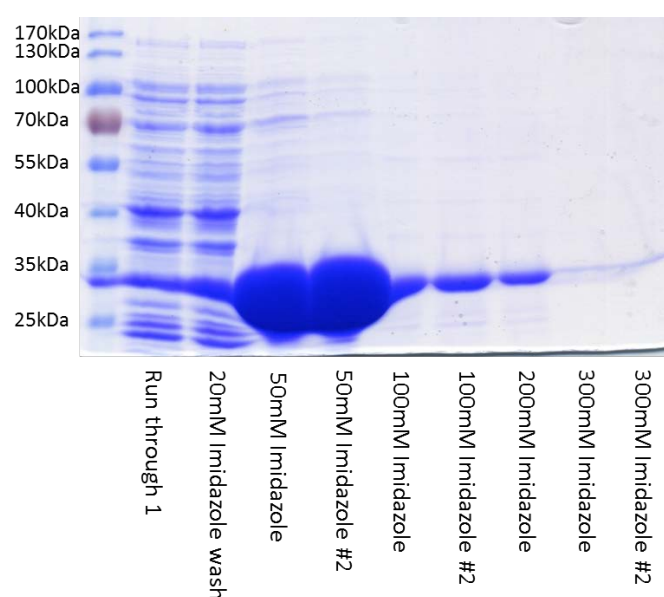 170kDa
130kDa
100kDa
70kDa
55kDa
40kDa
35kDa
25kDa
Run through 1
20mM Imidazole wash
50mM Imidazole
50mM Imidazole #2
100mM Imidazole
100mM Imidazole #2
200mM Imidazole
300mM Imidazole
300mM Imidazole #2